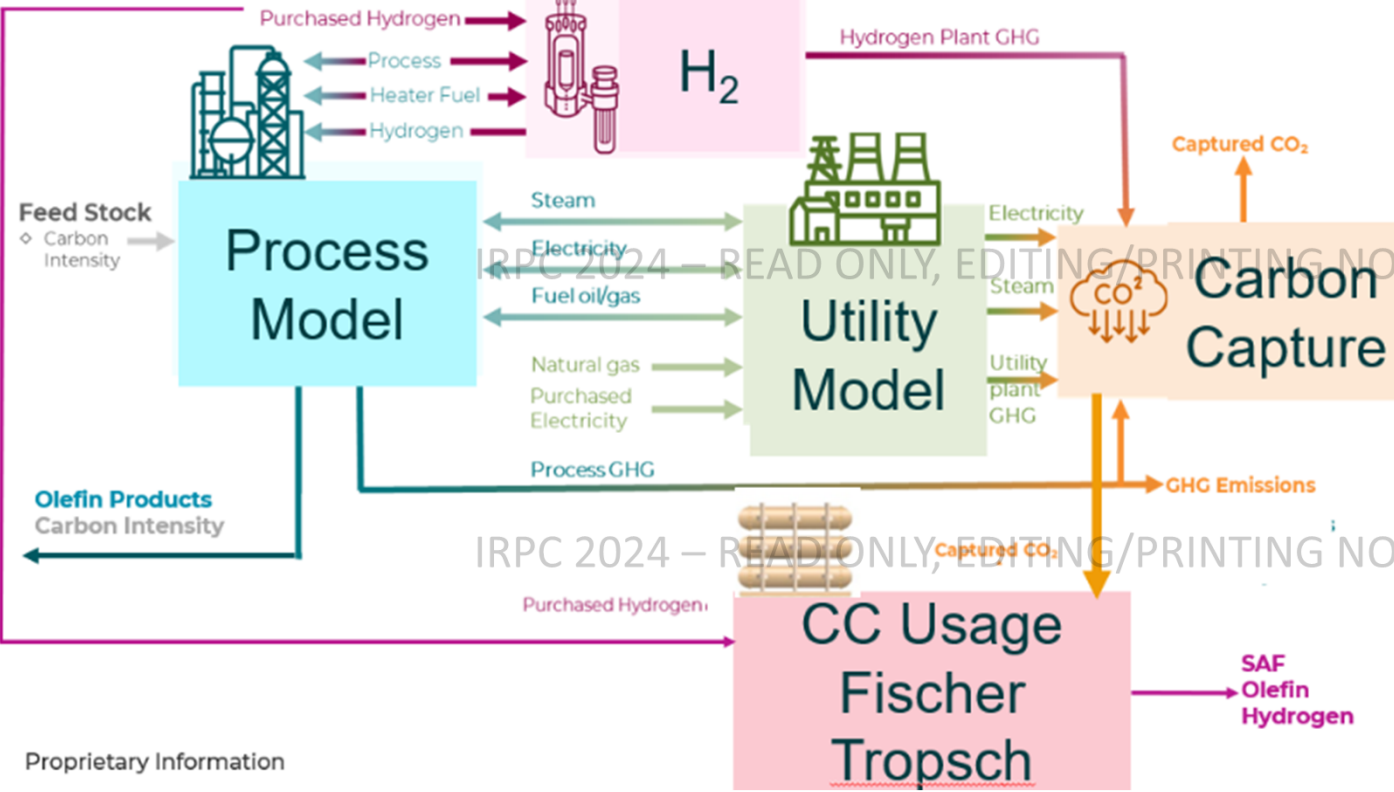 Purchased Hydrogen
Process
Heater Fuel
Hydrogen
H₂
Hydrogen Plant GHG
Captured CO₂
Feed Stock
◇ Carbon
Intensity
Process
Model
Steam
Electricity
Fuel oil/gas
Natural gas
Purchased
Electricity
Utility
Model
Electricity
Steam
Utility
plant
GHG
CO²
Carbon
Capture
IRPC 2024 – READ ONLY, EDITING/PRINTING NO
Process GHG
GHG Emissions
Olefin Products
Carbon Intensity
IRPC 2024 – READ ONLY, EDITING/PRINTING NO
Captured CO₂
Purchased Hydrogen
CC Usage
Fischer
Tropsch
SAF
Olefin
Hydrogen
Proprietary Information